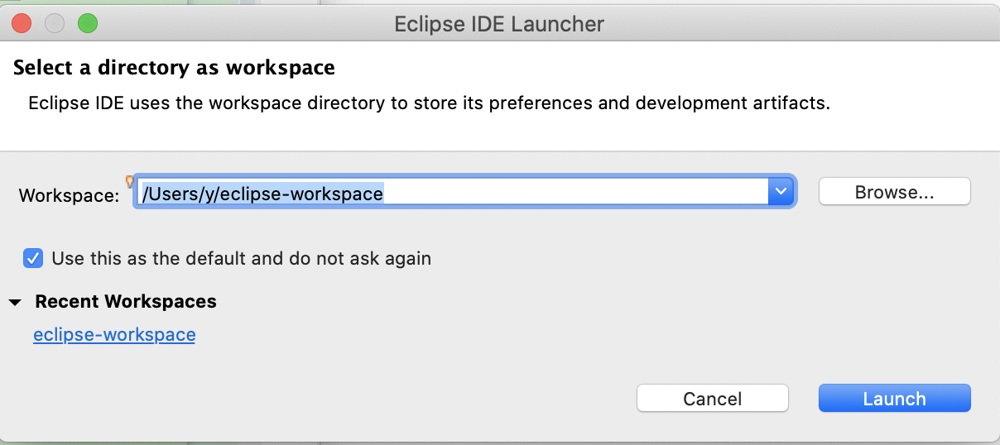 Eclipse IDE Launcher
Select a directory as workspace
Eclipse IDE uses the workspace directory to store its preferences and development artifacts.
Workspace: /Users/y/eclipse-workspace Browse...
Use this as the default and do not ask again
Recent Workspaces
eclipse-workspace
Cancel Launch